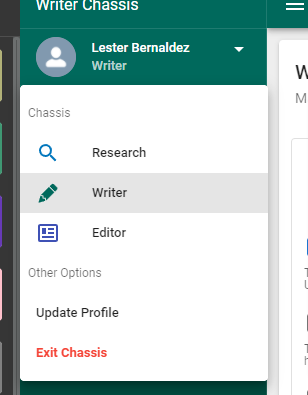 Writer Chassis
Lester Bernaldez
Writer
Chassis
Research
Writer
Editor
Other Options
Update Profile
Exit Chassis